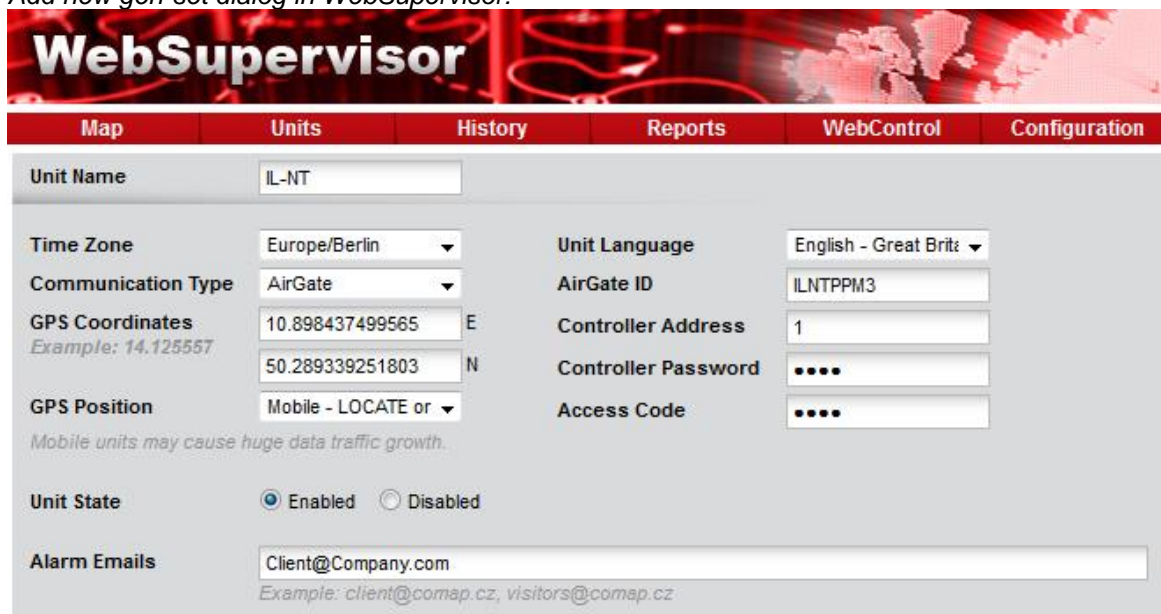 Add new gen-set dialog in WebSupervisor:
WebSupervisor
Map Units History Reports WebControl Configuration
Unit Name IL-NT
Time Zone Europe/Berlin Unit Language English - Great Brita
Communication Type AirGate AirGate ID ILNTPPM3
GPS Coordinates 10.898437499565 E Controller Address 1
Example: 14.125557
50.289339251803 N Controller Password ••••
GPS Position Mobile - LOCATE or Access Code ••••
Mobile units may cause huge data traffic growth.
Unit State Enabled Disabled
Alarm Emails Client@Company.com
Example: client@comap.cz, visitors@comap.cz